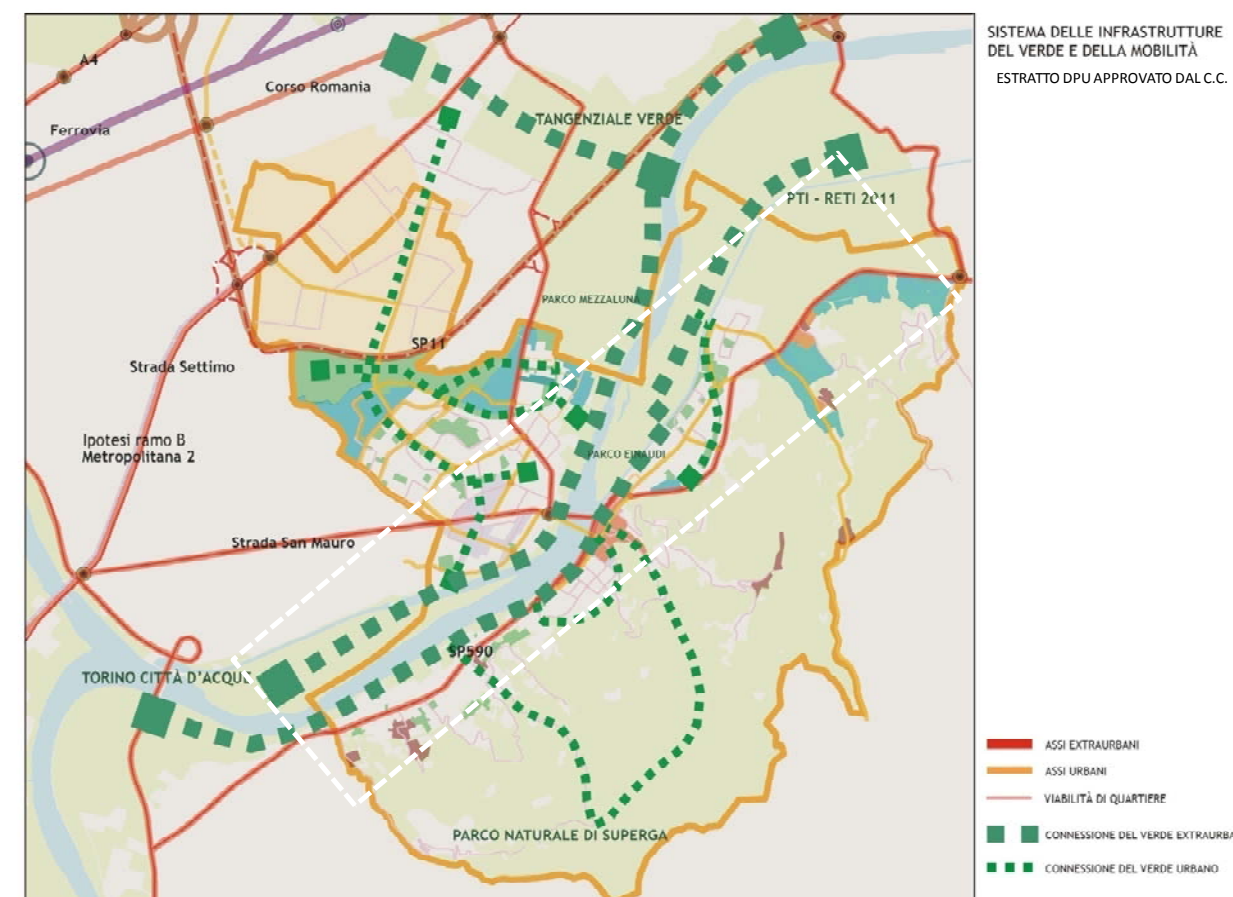 SISTEMA DELLE INFRASTRUTTURE
DEL VERDE E DELLA MOBILITÀ
ESTRATTO DPU APPROVATO DAL C.C.
A4
Corso Romania
Ferrovia
TANGENZIALE VERDE
PTI - RETI 2011
PARCO MEZZALUNA
SP11
Strada Settimo
Ipotesi ramo B
Metropolitana 2
PARCO EINAUDI
Strada San Mauro
SP590
TORINO CITTÀ D'ACQUE
PARCO NATURALE DI SUPERGA
ASSI EXTRAURBANI
ASSI URBANI
VIABILITÀ DI QUARTIERE
CONNESSIONE DEL VERDE EXTRAURBA
CONNESSIONE DEL VERDE URBANO